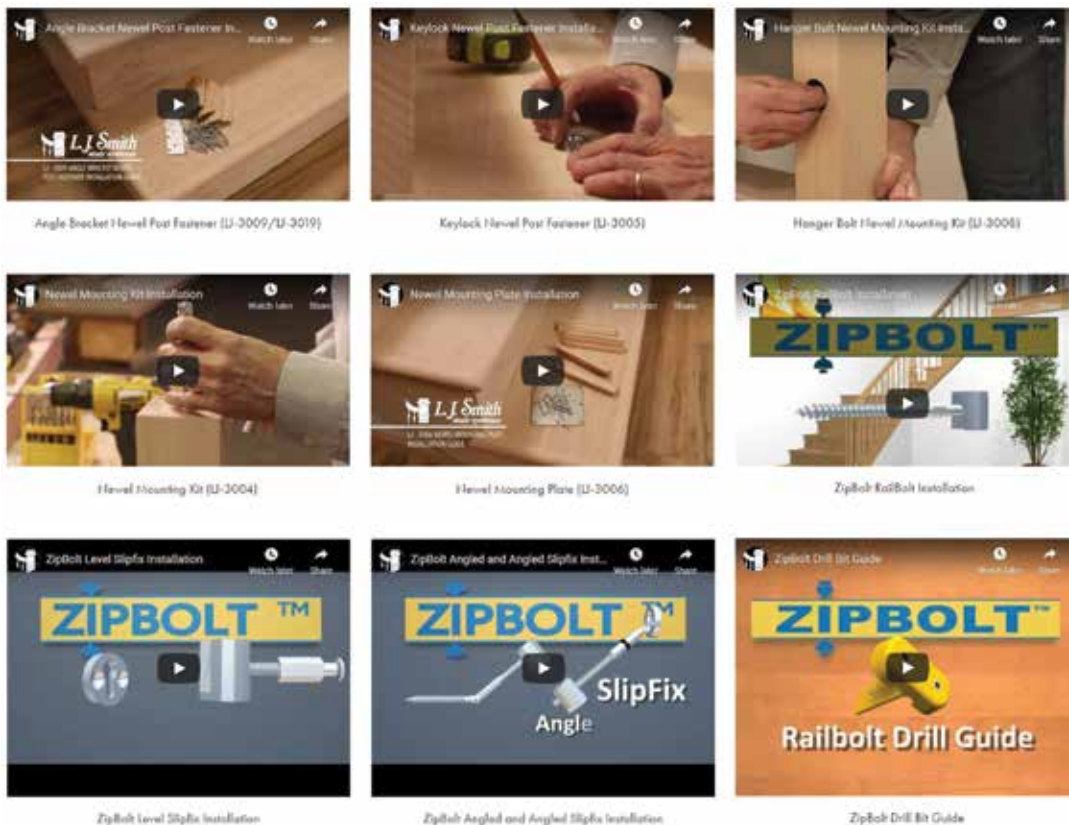 Angle Bracket Newel Post Fastener In...
Watch later
Share
L.J. Smith
Angle Bracket Newel Post Fastener (LJ-3009/LJ-3019)
Keylock Newel Post Fastener Installa...
Watch later
Share
Keylock Newel Post Fastener (LJ-3005)
Hanger Bolt Newel Mounting Kit Insta...
Watch later
Share
Hanger Bolt Newel Mounting Kit (LJ-3008)
Newel Mounting Kit Installation
Watch later
Share
Newel Mounting Kit (LJ-3004)
Newel Mounting Plate Installation
Watch later
Share
L.J. Smith
INSTALLATION GUIDE
Newel Mounting Plate (LJ-3006)
ZipBolt RailBolt Installation
Watch later
Share
ZIPBOLT™
ZipBolt RailBolt Installation
ZipBolt Level Slipfix Installation
Watch later
Share
ZIPBOLT ™
ZipBolt Level Slipfix Installation
ZipBolt Angled and Angled Slipfix Inst...
Watch later
Share
ZIPBOLT ™
SlipFix
Angle
ZipBolt Angled and Angled Slipfix Installation
ZipBolt Drill Bit Guide
Watch later
Share
ZIPBOLT™
Railbolt Drill Guide
ZipBolt Drill Bit Guide